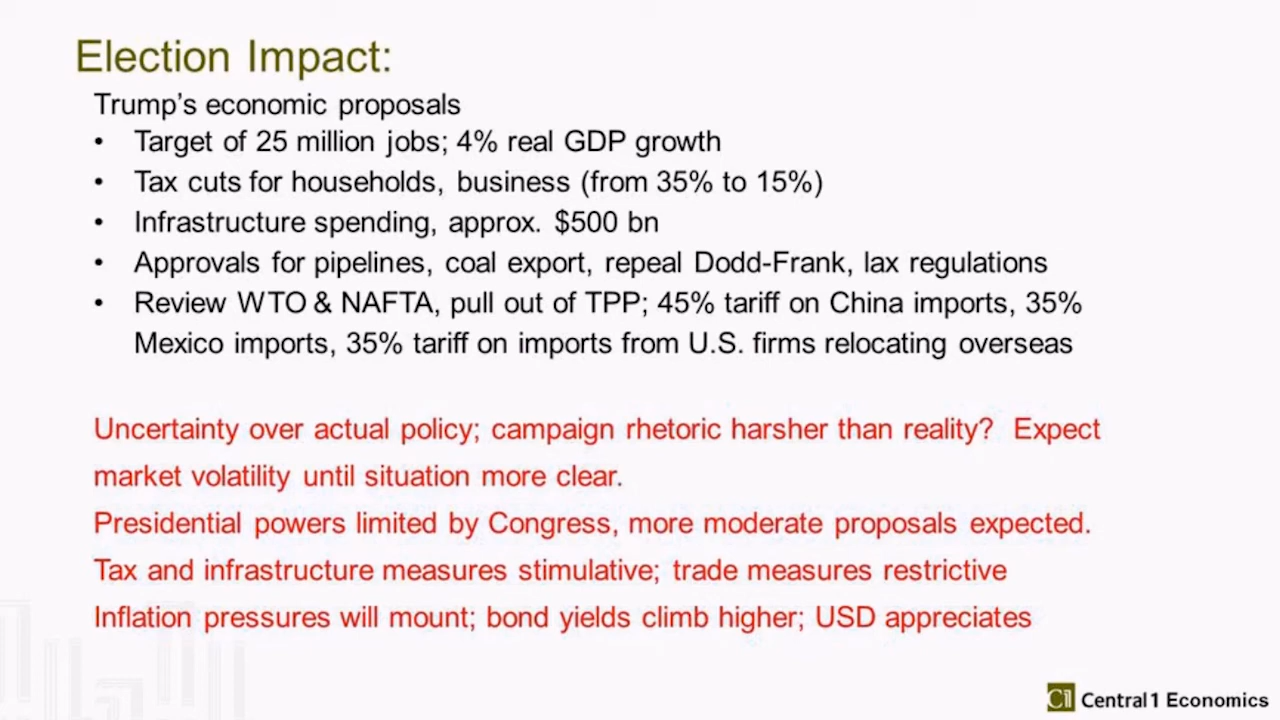 Election Impact:
Trump's economic proposals
• Target of 25 million jobs; 4% real GDP growth
• Tax cuts for households, business (from 35% to 15%)
• Infrastructure spending, approx. $500 bn
• Approvals for pipelines, coal export, repeal Dodd-Frank, lax regulations
• Review WTO & NAFTA, pull out of TPP; 45% tariff on China imports, 35%
Mexico imports, 35% tariff on imports from U.S. firms relocating overseas
Uncertainty over actual policy; campaign rhetoric harsher than reality? Expect
market volatility until situation more clear.
Presidential powers limited by Congress, more moderate proposals expected.
Tax and infrastructure measures stimulative; trade measures restrictive
Inflation pressures will mount; bond yields climb higher; USD appreciates
C1 Central 1 Economics